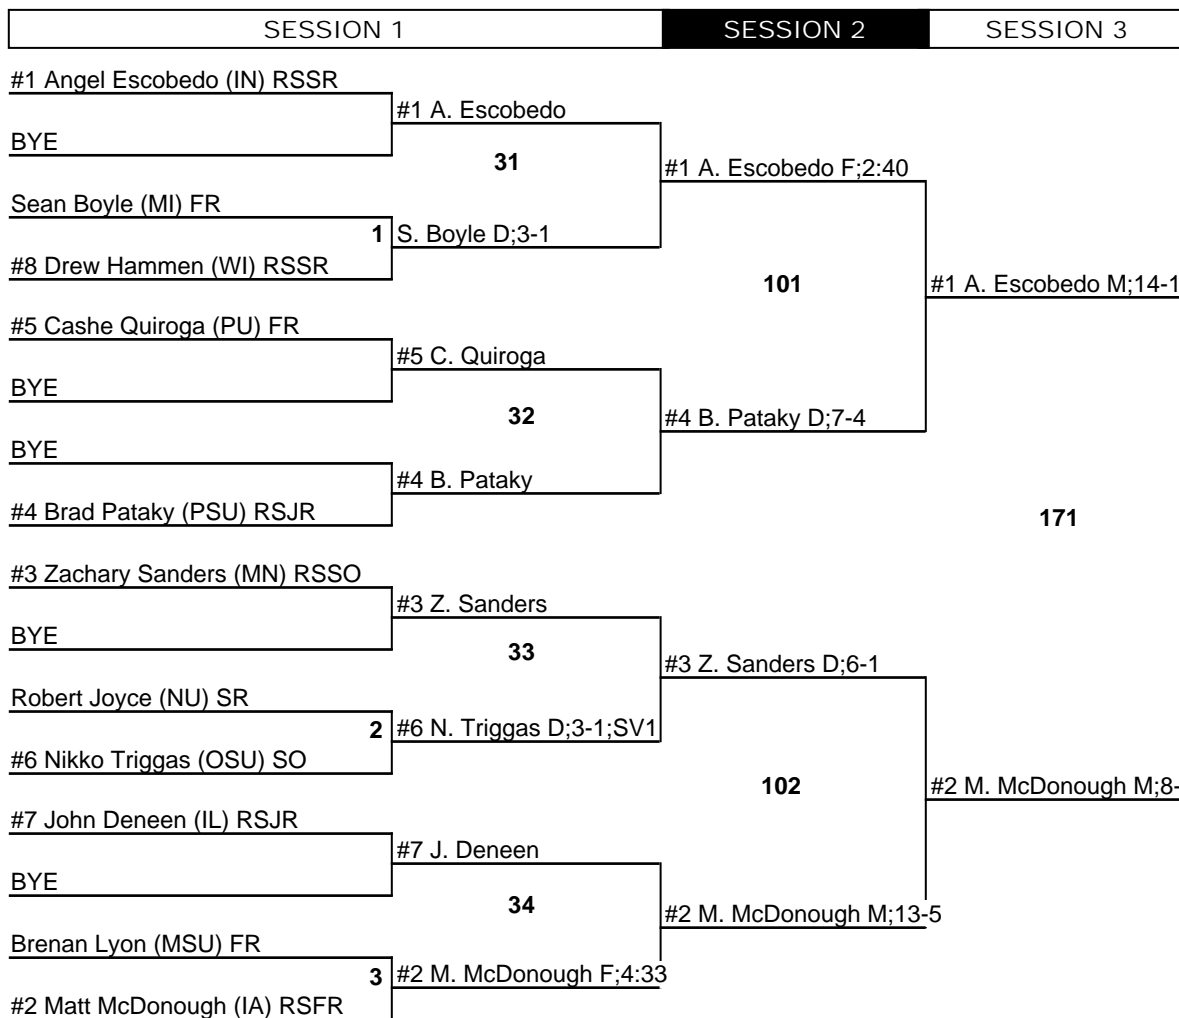 SESSION 1
SESSION 2
SESSION 3
#1 Angel Escobedo (IN) RSSR
#1 A. Escobedo
BYE
31
#1 A. Escobedo F;2:40
Sean Boyle (MI) FR
1
S. Boyle D;3-1
#8 Drew Hammen (WI) RSSR
101
#1 A. Escobedo M;14-1
#5 Cashe Quiroga (PU) FR
#5 C. Quiroga
BYE
32
#4 B. Pataky D;7-4
BYE
#4 B. Pataky
#4 Brad Pataky (PSU) RSJR
171
#3 Zachary Sanders (MN) RSSO
#3 Z. Sanders
BYE
33
#3 Z. Sanders D;6-1
Robert Joyce (NU) SR
2
#6 N. Triggas D;3-1;SV1
#6 Nikko Triggas (OSU) SO
102
#2 M. McDonough M;8-
#7 John Deneen (IL) RSJR
#7 J. Deneen
BYE
34
#2 M. McDonough M;13-5
Brenan Lyon (MSU) FR
3
#2 M. McDonough F;4:33
#2 Matt McDonough (IA) RSFR